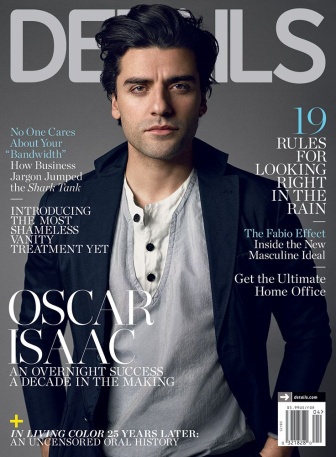 DETAILS
No One Cares
About Your
“Bandwidth”
How Business
Jargon Jumped
the Shark Tank
INTRODUCING
THE MOST
SHAMELESS
VANITY
TREATMENT YET
19
RULES
FOR
LOOKING
RIGHT
IN THE
RAIN
The Fabio Effect
Inside the New
Masculine Ideal
Get the Ultimate
Home Office
OSCAR
ISAAC
AN OVERNIGHT SUCCESS
A DECADE IN THE MAKING
+
IN LIVING COLOR 25 YEARS LATER:
AN UNCENSORED ORAL HISTORY
details.com